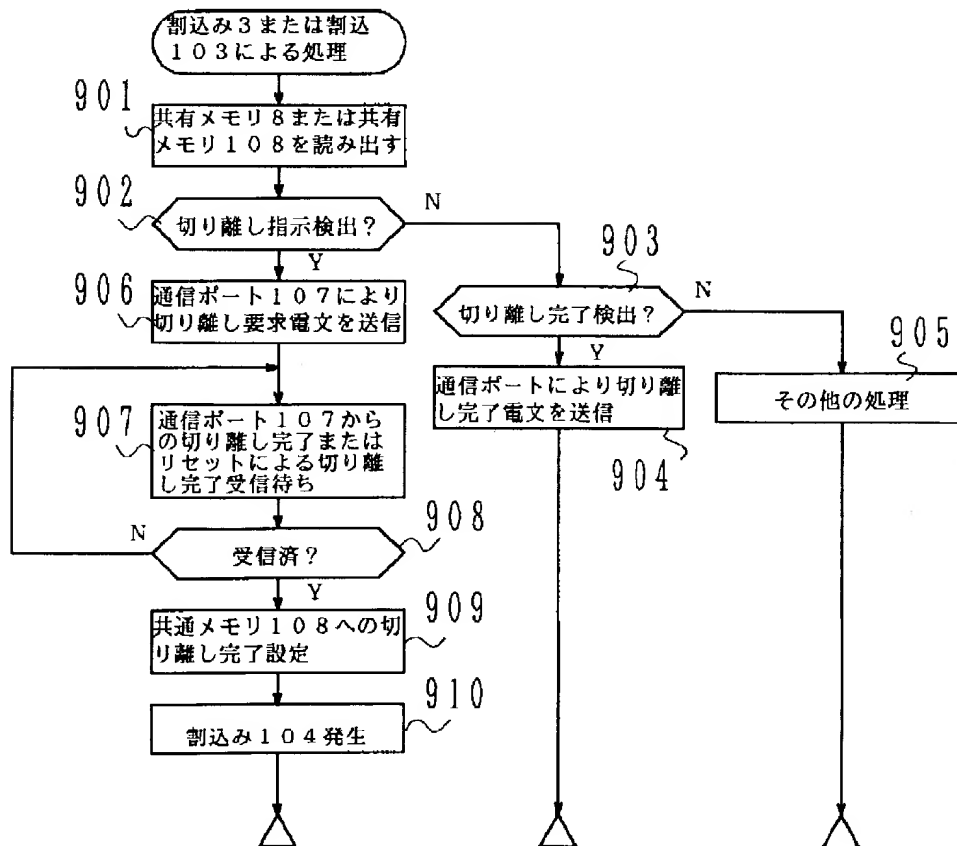 割込み3または割込
103による処理
901
共有メモリ8または共有
メモリ108を読み出す
902
切り離し指示検出?
N
Y
903
906
通信ポート107により
切り離し要求電文を送信
切り離し完了検出?
N
Y
905
通信ポートにより切り離
し完了電文を送信
904
その他の処理
907
通信ポート107から
の切り離し完了または
リセットによる切り離
し完了受信待ち
N
908
受信済?
Y
909
共通メモリ108への切
り離し完了設定
910
割込み104発生